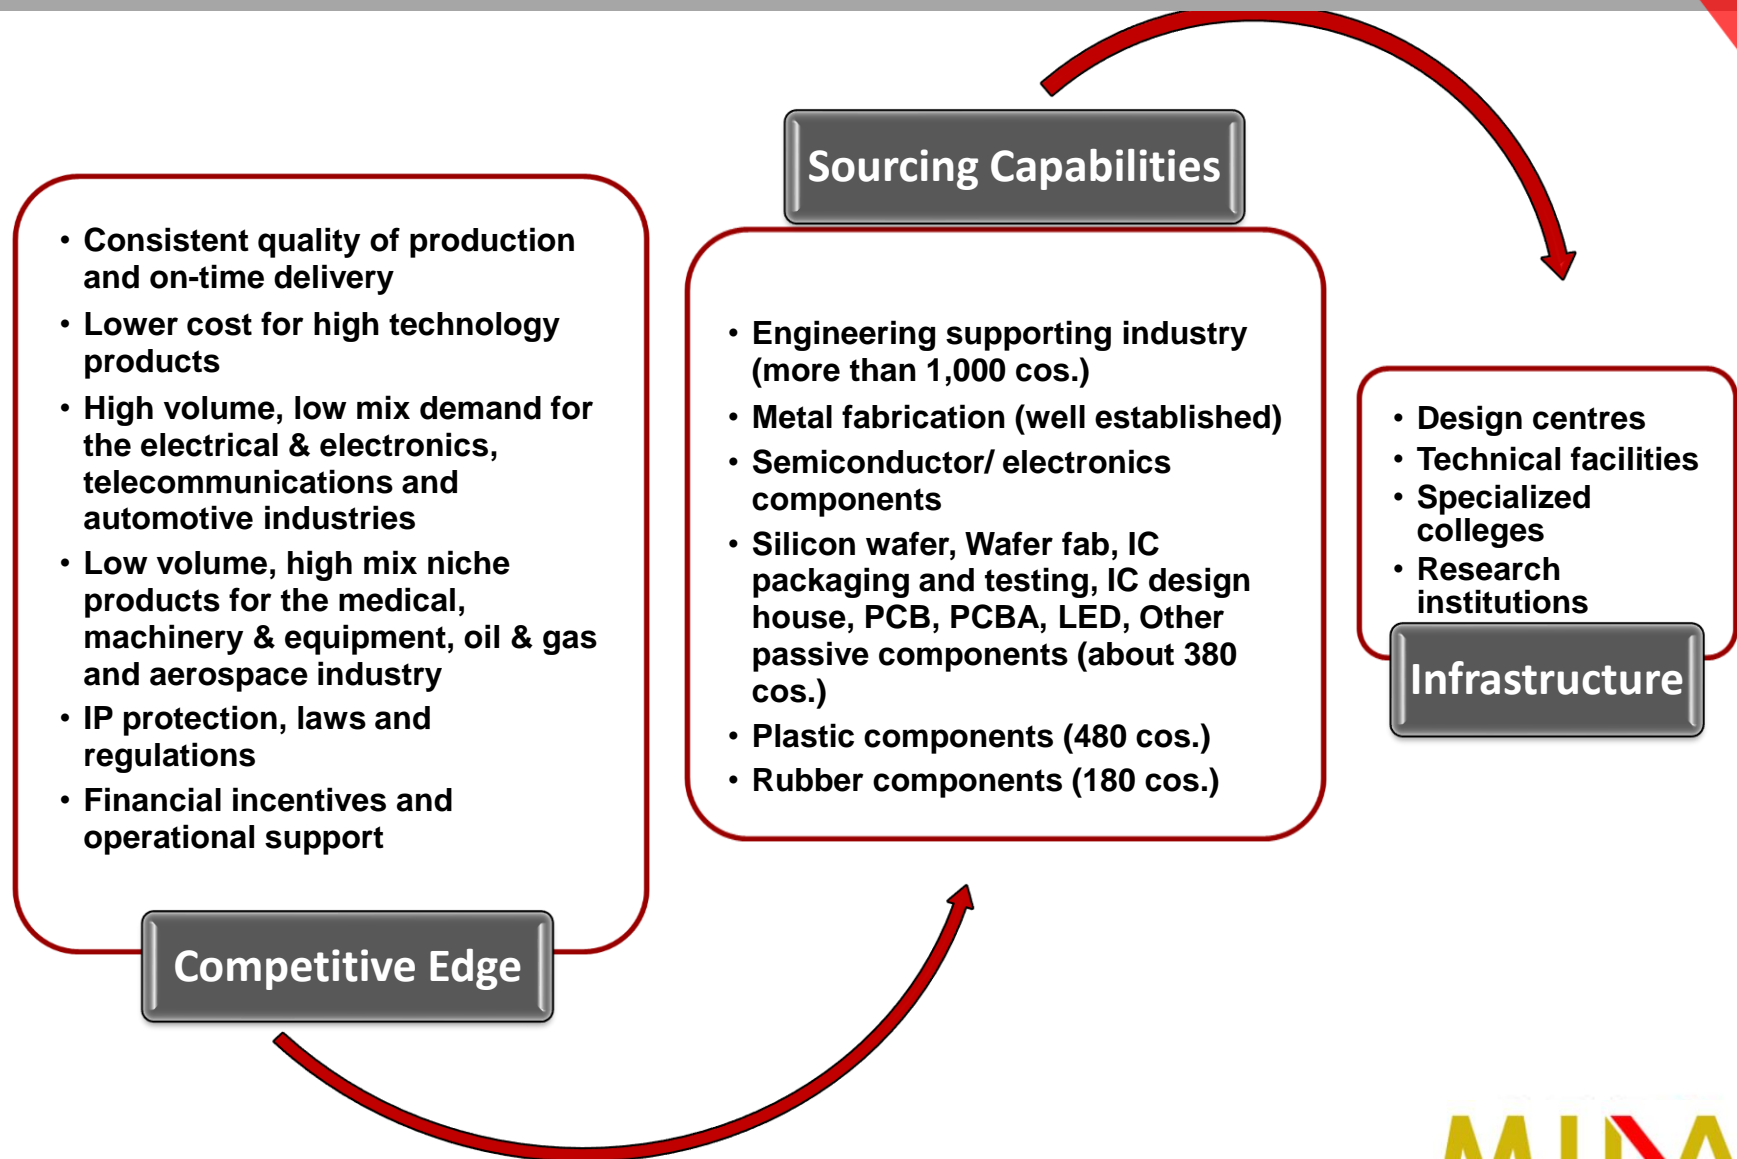 • Consistent quality of production
and on-time delivery
• Lower cost for high technology
products
• High volume, low mix demand for
the electrical & electronics,
telecommunications and
automotive industries
• Low volume, high mix niche
products for the medical,
machinery & equipment, oil & gas
and aerospace industry
• IP protection, laws and
regulations
• Financial incentives and
operational support
Competitive Edge
Sourcing Capabilities
• Engineering supporting industry
(more than 1,000 cos.)
• Metal fabrication (well established)
• Semiconductor/ electronics
components
• Silicon wafer, Wafer fab, IC
packaging and testing, IC design
house, PCB, PCBA, LED, Other
passive components (about 380
cos.)
• Plastic components (480 cos.)
• Rubber components (180 cos.)
• Design centres
• Technical facilities
• Specialized
colleges
• Research
institutions
Infrastructure